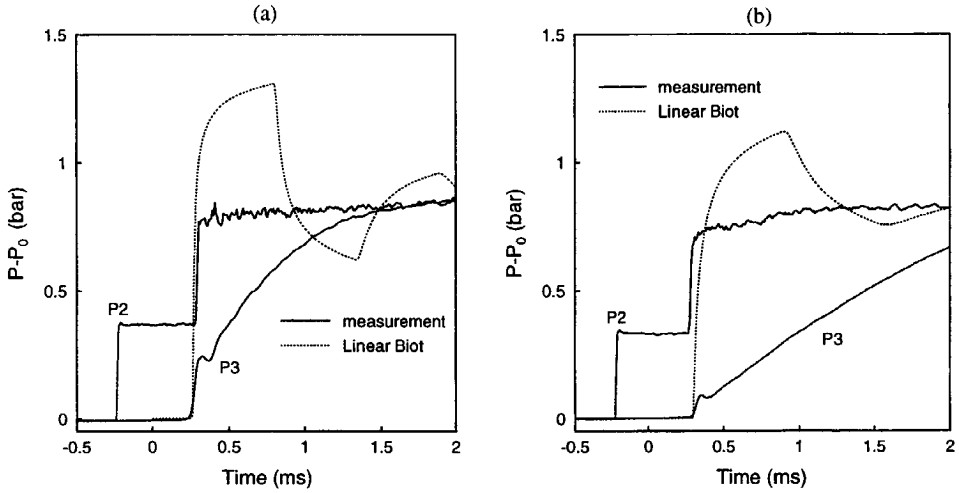 (a)
1.5
1
0.5
0
P-P₀ (bar)
P2
P3
measurement
Linear Biot
-0.5
0
0.5
1
1.5
2
Time (ms)
(b)
1.5
1
0.5
0
P-P₀ (bar)
measurement
Linear Biot
P2
P3
-0.5
0
0.5
1
1.5
2
Time (ms)